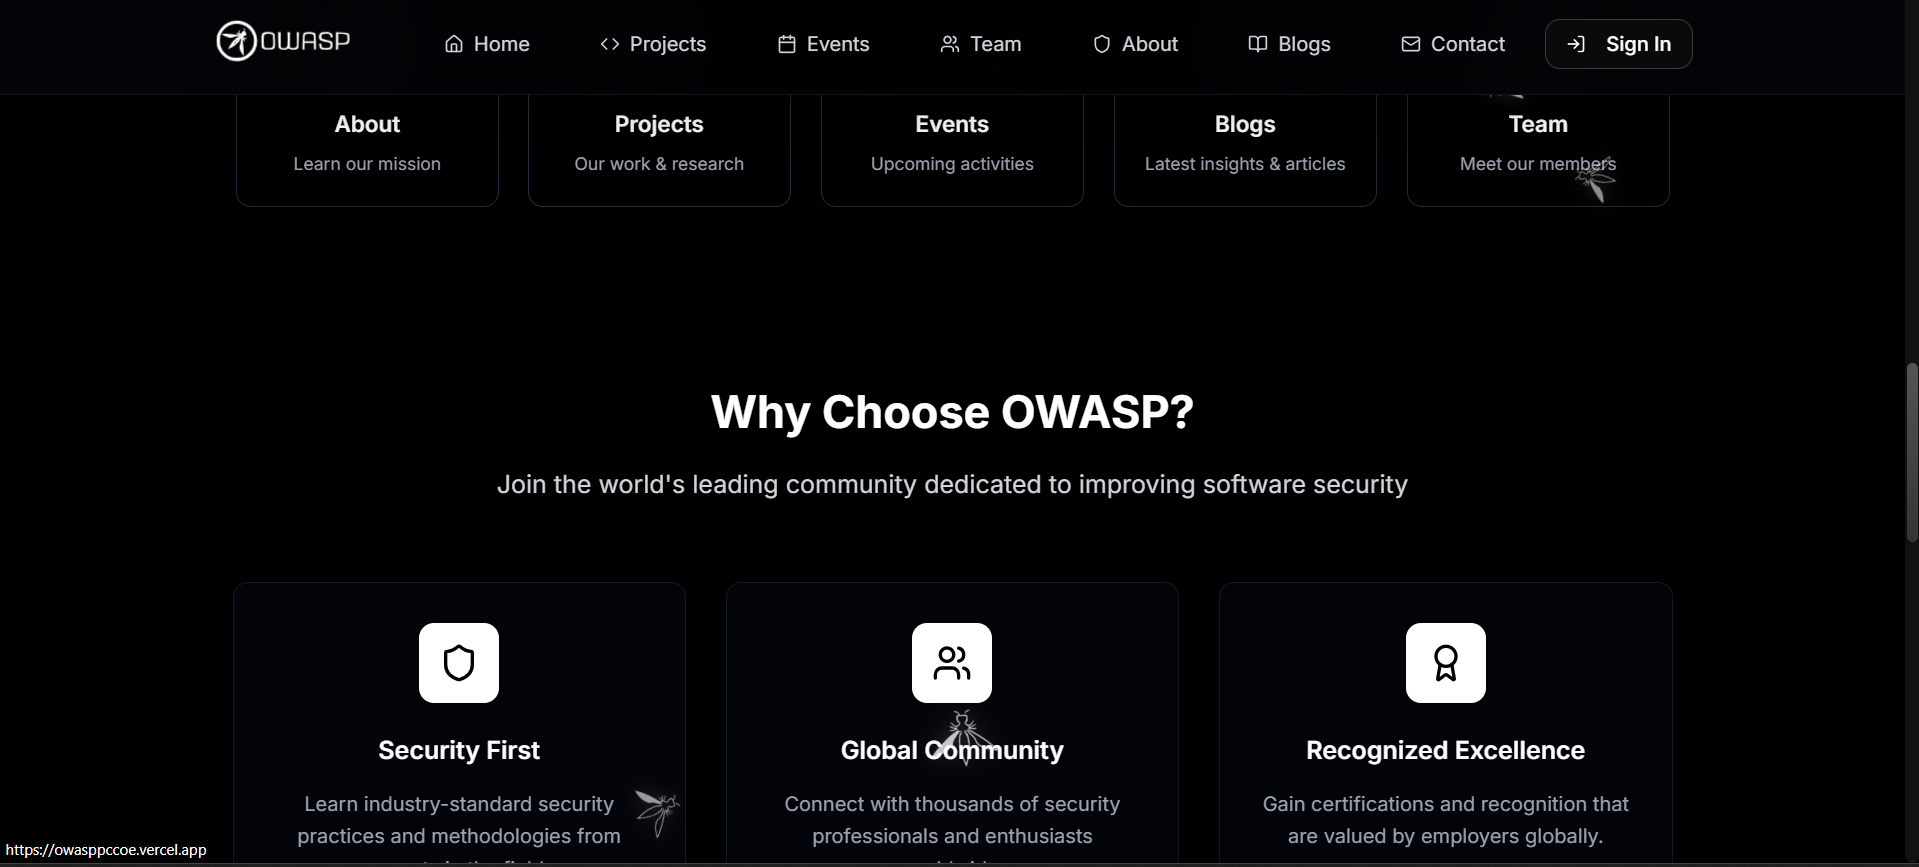 OWASP
Home
Projects
Events
Team
About
Blogs
Contact
Sign In
About
Learn our mission
Projects
Our work & research
Events
Upcoming activities
Blogs
Latest insights & articles
Team
Meet our members
Why Choose OWASP?
Join the world's leading community dedicated to improving software security
Security First
Learn industry-standard security
practices and methodologies from
Global Community
Connect with thousands of security
professionals and enthusiasts
Recognized Excellence
Gain certifications and recognition that
are valued by employers globally.
https://owasppccoe.vercel.app